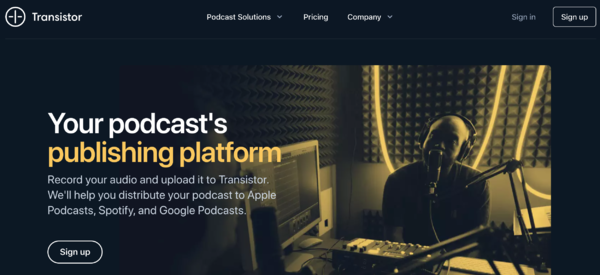 Transistor
Podcast Solutions
Pricing
Company
Sign in
Sign up
Your podcast's
publishing platform
Record your audio and upload it to Transistor.
We'll help you distribute your podcast to Apple
Podcasts, Spotify, and Google Podcasts.
Sign up